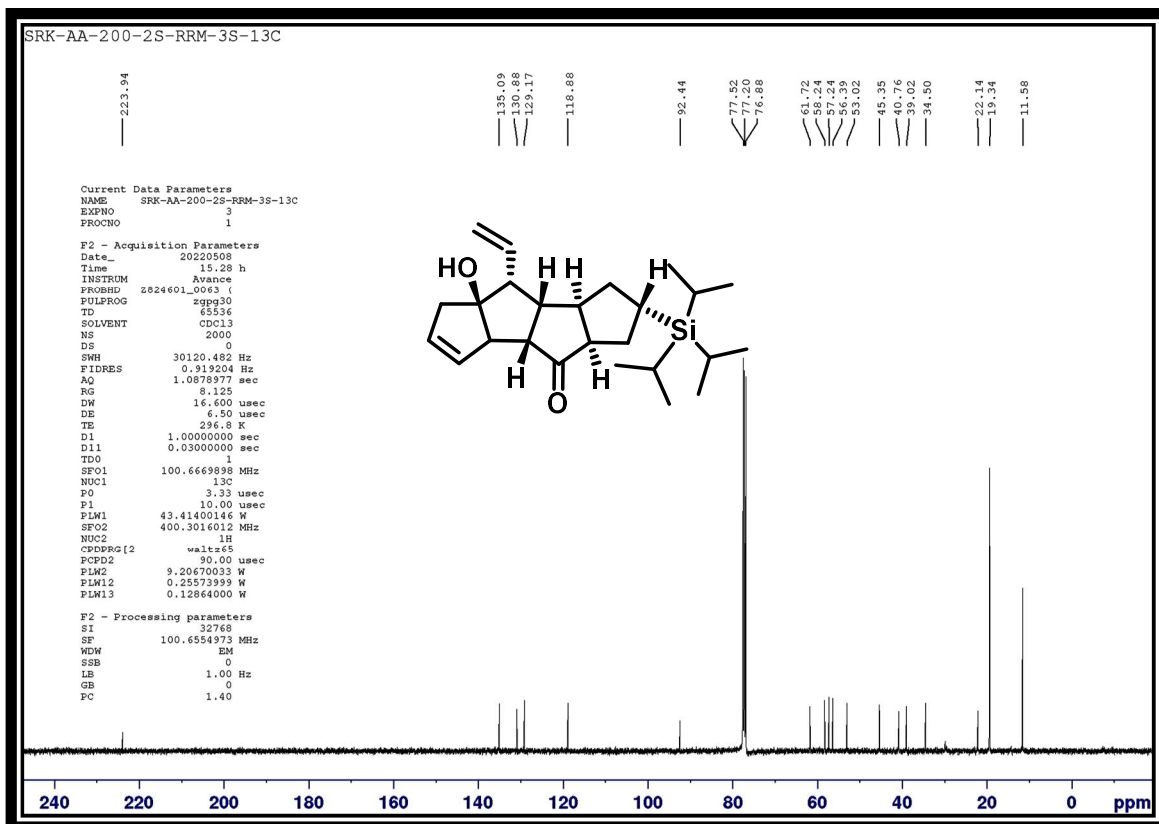 SRK-AA-200-2S-RRM-3S-13C
223.94
135.09
130.88
129.17
118.88
92.44
77.52
77.20
76.88
61.72
58.24
57.24
56.39
53.02
45.35
40.76
39.02
34.50
22.14
19.34
11.58
Current Data Parameters
NAME SRK-AA-200-2S-RRM-3S-13C
EXPNO 3
PROCNO 1
F2 - Acquisition Parameters
Date_ 20220508
Time 15.28 h
INSTRUM Avance
PROBHD Z824601_0063 (
PULPROG zgpg30
TD 65536
SOLVENT CDCl3
NS 2000
DS 0
SWH 30120.482 Hz
FIDRES 0.919204 Hz
AQ 1.0878977 sec
RG 8.125
DW 16.600 usec
DE 6.50 usec
TE 296.8 K
D1 1.00000000 sec
D11 0.03000000 sec
TD0 1
SFO1 100.6669898 MHz
NUC1 13C
P0 3.33 usec
P1 10.00 usec
PLW1 43.41400146 W
SFO2 400.3016012 MHz
NUC2 1H
CPDPRG[2 waltz65
PCPD2 90.00 usec
PLW2 9.20670033 W
PLW12 0.25573999 W
PLW13 0.12864000 W
F2 - Processing parameters
SI 32768
SF 100.6554973 MHz
WDW EM
SSB 0
LB 1.00 Hz
GB 0
PC 1.40
HO
H H
H
Si
H
H
O
240 220 200 180 160 140 120 100 80 60 40 20 0 ppm